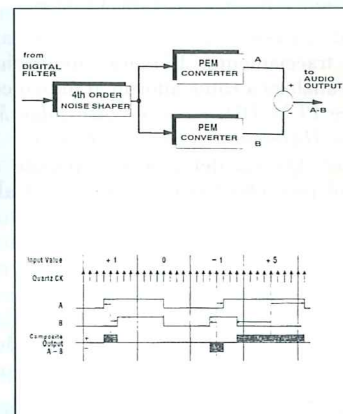 from
DIGITAL
FILTER
4th ORDER
NOISE SHAPER
PEM
CONVERTER
A
PEM
CONVERTER
B
+
−
to
AUDIO
OUTPUT
A-B
Input Value + 1 0 − 1 + 5
Quartz CK
A
B
Composite
Output
A − B
+
−